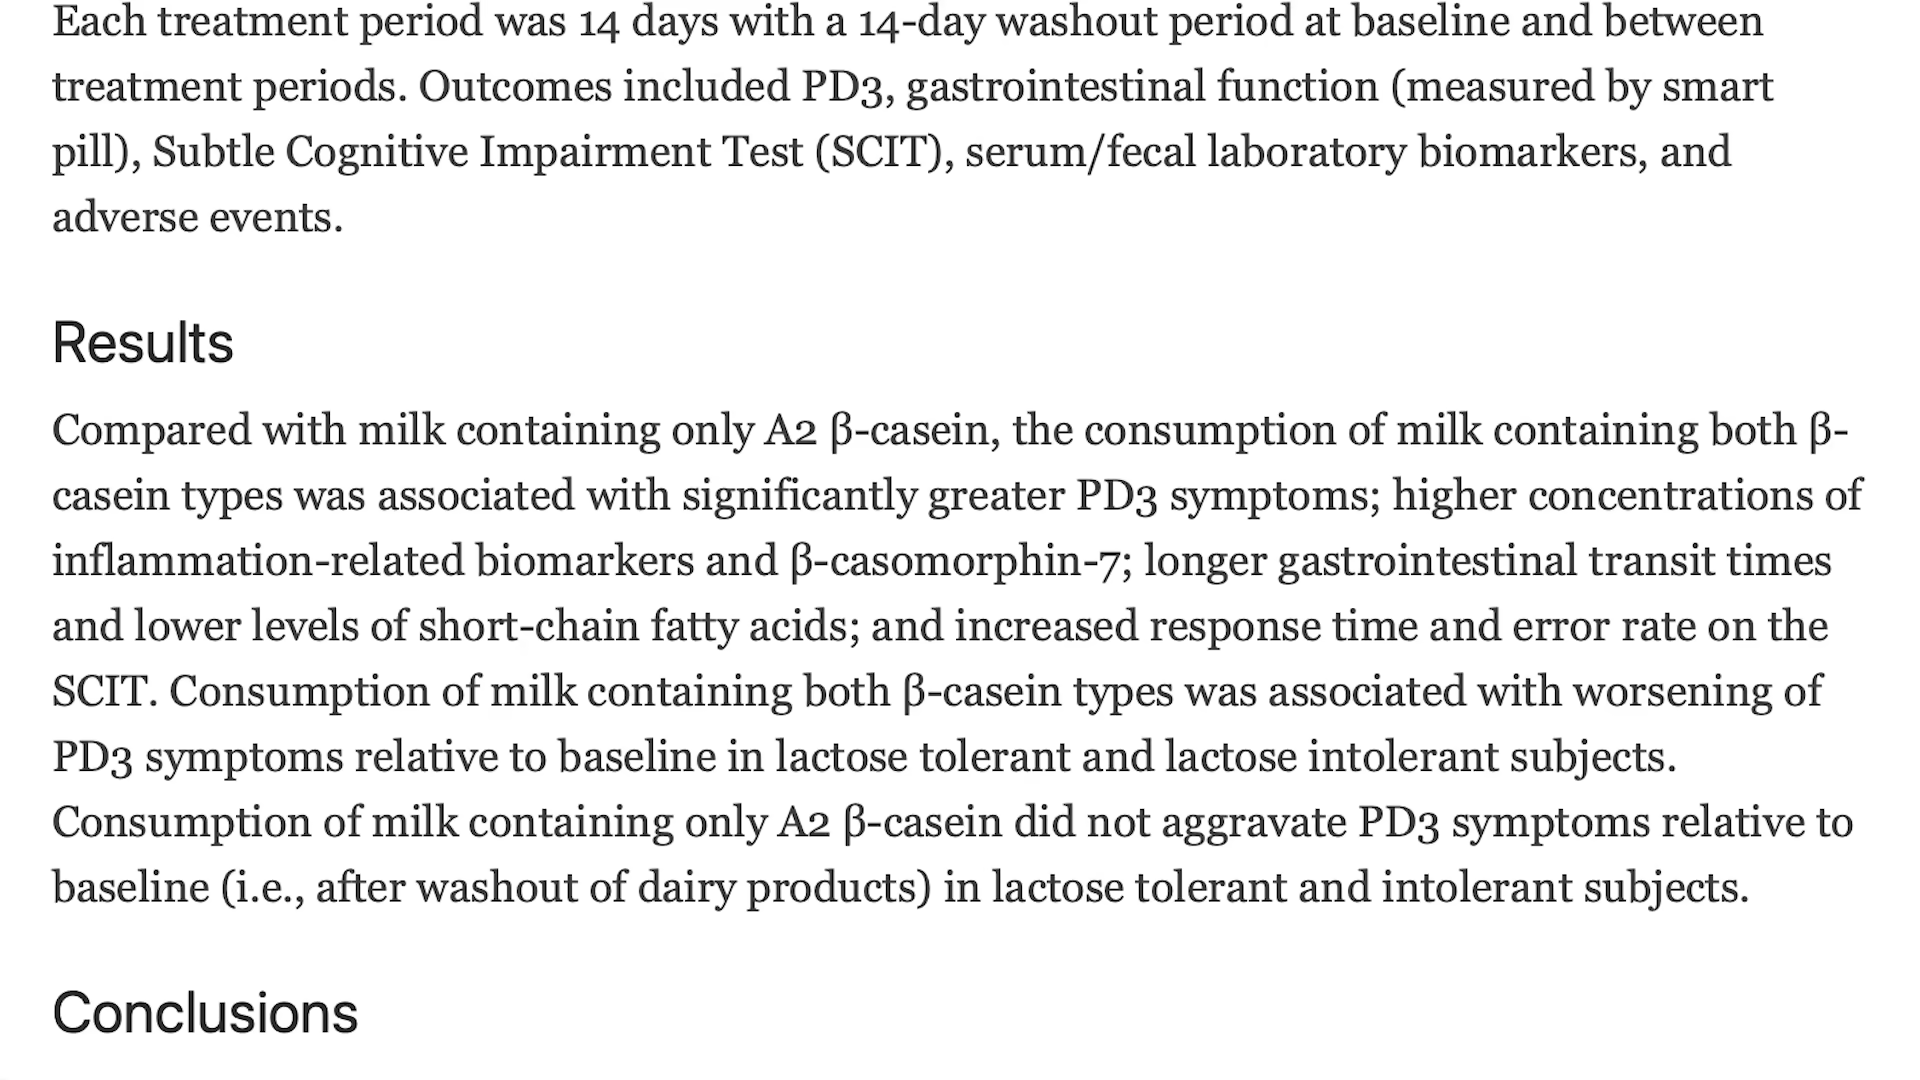 Each treatment period was 14 days with a 14-day washout period at baseline and between
treatment periods. Outcomes included PD3, gastrointestinal function (measured by smart
pill), Subtle Cognitive Impairment Test (SCIT), serum/fecal laboratory biomarkers, and
adverse events.
Results
Compared with milk containing only A2 β-casein, the consumption of milk containing both β-
casein types was associated with significantly greater PD3 symptoms; higher concentrations of
inflammation-related biomarkers and β-casomorphin-7; longer gastrointestinal transit times
and lower levels of short-chain fatty acids; and increased response time and error rate on the
SCIT. Consumption of milk containing both β-casein types was associated with worsening of
PD3 symptoms relative to baseline in lactose tolerant and lactose intolerant subjects.
Consumption of milk containing only A2 β-casein did not aggravate PD3 symptoms relative to
baseline (i.e., after washout of dairy products) in lactose tolerant and intolerant subjects.
Conclusions